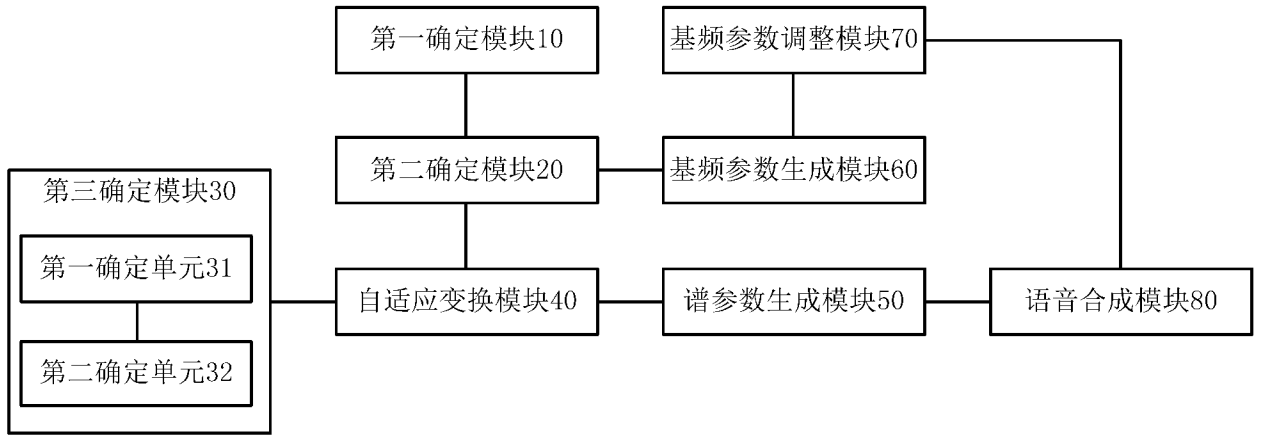 第一确定模块10
基频参数调整模块70
第二确定模块20
基频参数生成模块60
第三确定模块30
第一确定单元31
第二确定单元32
自适应变换模块40
谱参数生成模块50
语音合成模块80